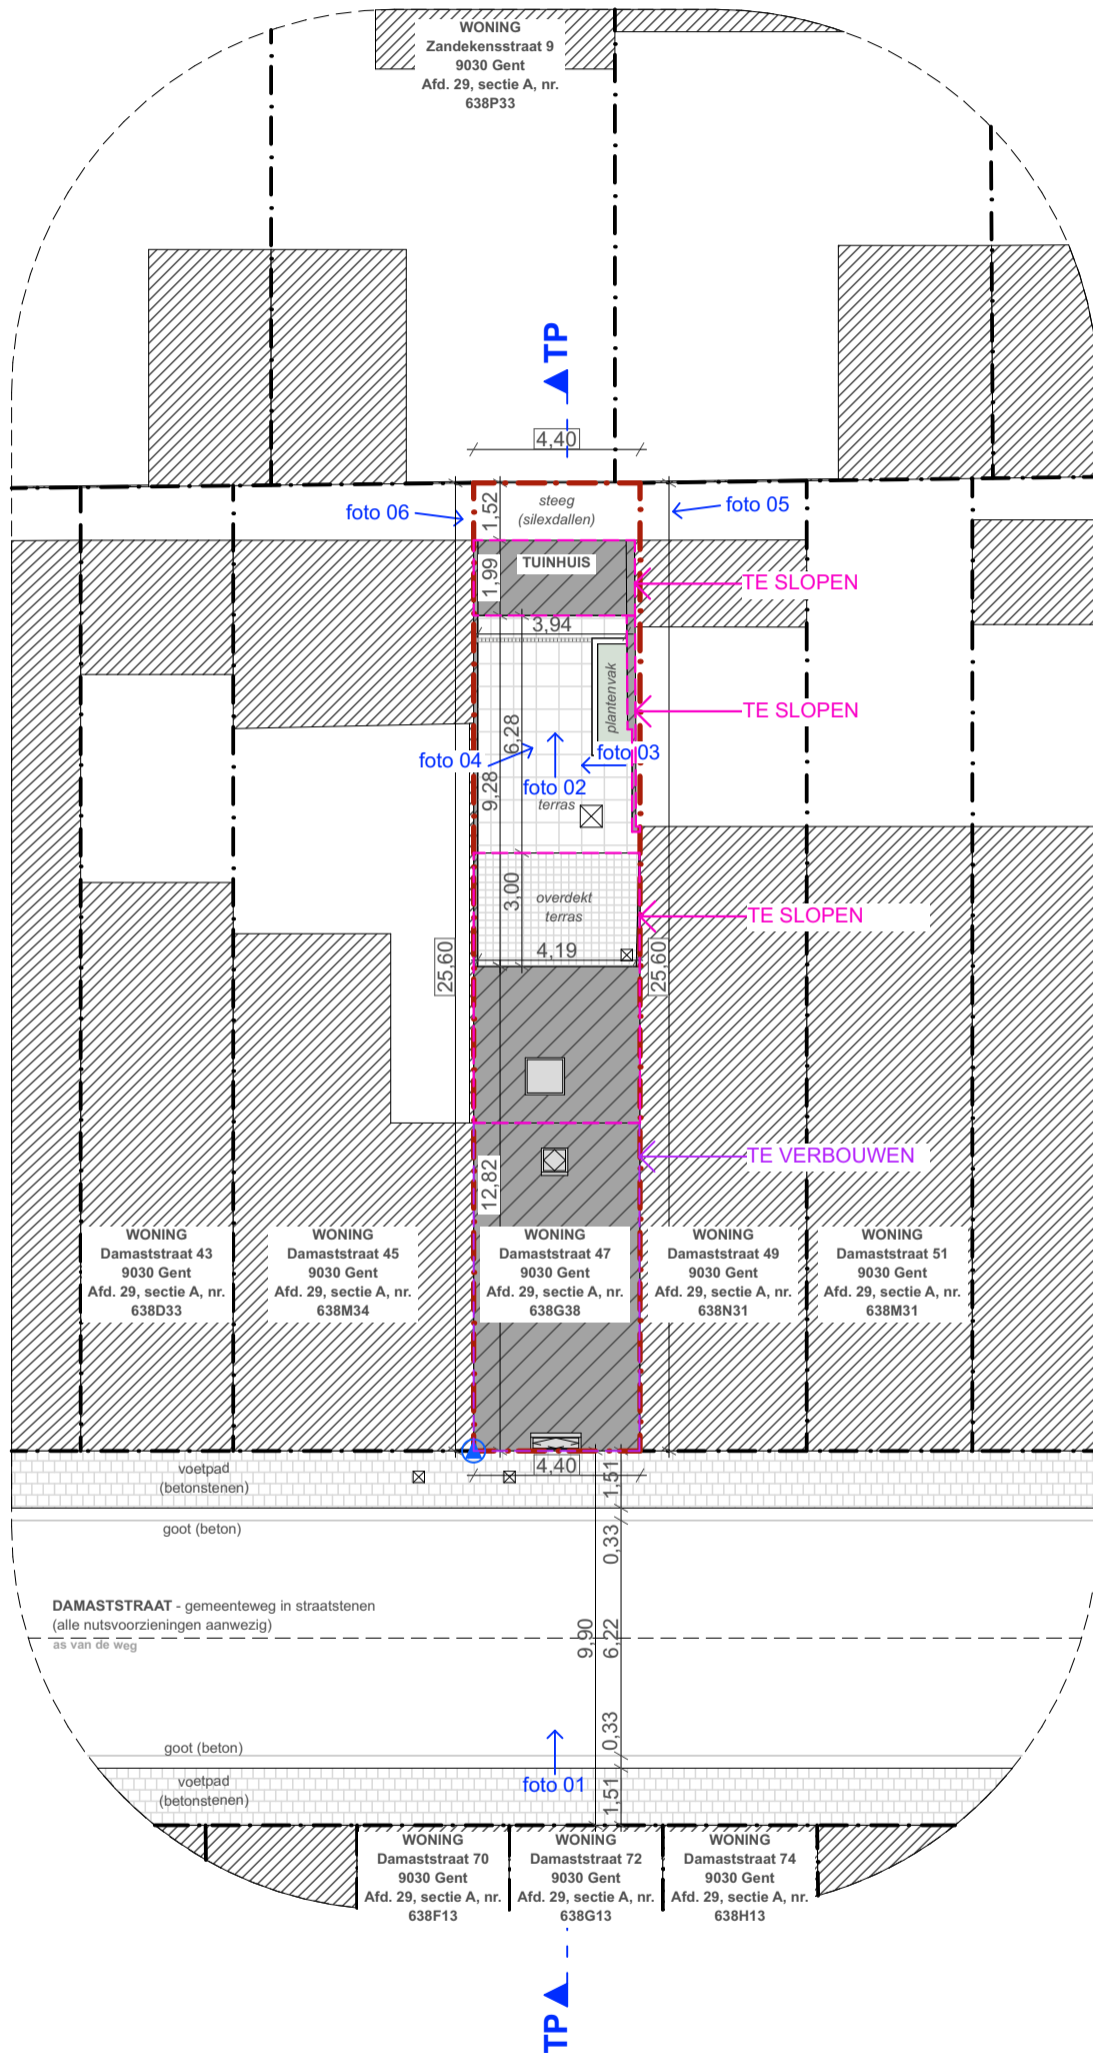 WONING
Zandekensstraat 9
9030 Gent
Afd. 29, sectie A, nr.
638P33
TP
4,40
steeg
(silexdallen)
1,52
foto 06
foto 05
TUINHUIS
1,99
TE SLOPEN
3,94
plantenvak
TE SLOPEN
6,28
foto 04
foto 03
foto 02
9,28
terras
overdekt
terras
3,00
TE SLOPEN
4,19
25,60
25,60
TE VERBOUWEN
12,82
WONING
Damaststraat 43
9030 Gent
Afd. 29, sectie A, nr.
638D33
WONING
Damaststraat 45
9030 Gent
Afd. 29, sectie A, nr.
638M34
WONING
Damaststraat 47
9030 Gent
Afd. 29, sectie A, nr.
638G38
WONING
Damaststraat 49
9030 Gent
Afd. 29, sectie A, nr.
638N31
WONING
Damaststraat 51
9030 Gent
Afd. 29, sectie A, nr.
638M31
4,40
1,51
voetpad
(betonstenen)
goot (beton)
0,33
DAMASTSTRAAT - gemeenteweg in straatstenen
(alle nutsvoorzieningen aanwezig)
as van de weg
9,90
6,22
0,33
goot (beton)
voetpad
(betonstenen)
foto 01
1,51
WONING
Damaststraat 70
9030 Gent
Afd. 29, sectie A, nr.
638F13
WONING
Damaststraat 72
9030 Gent
Afd. 29, sectie A, nr.
638G13
WONING
Damaststraat 74
9030 Gent
Afd. 29, sectie A, nr.
638H13
TP